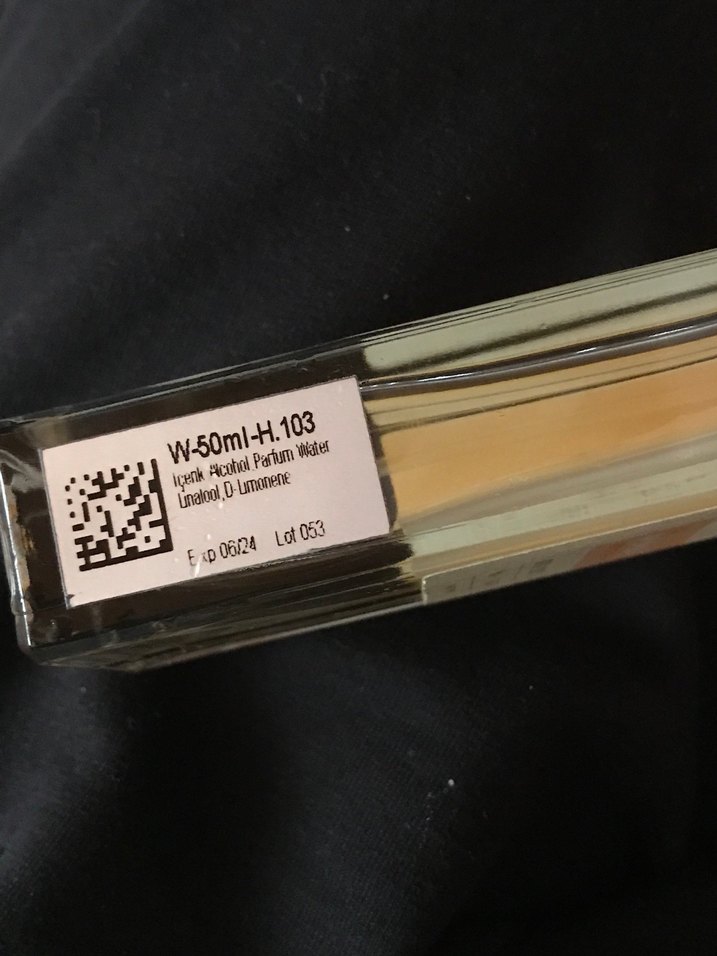 W-50ml-H.103
İçerik Alcohol,Parfum,Water
Linalool,D-Limonene
Exp 06/24 Lot 053